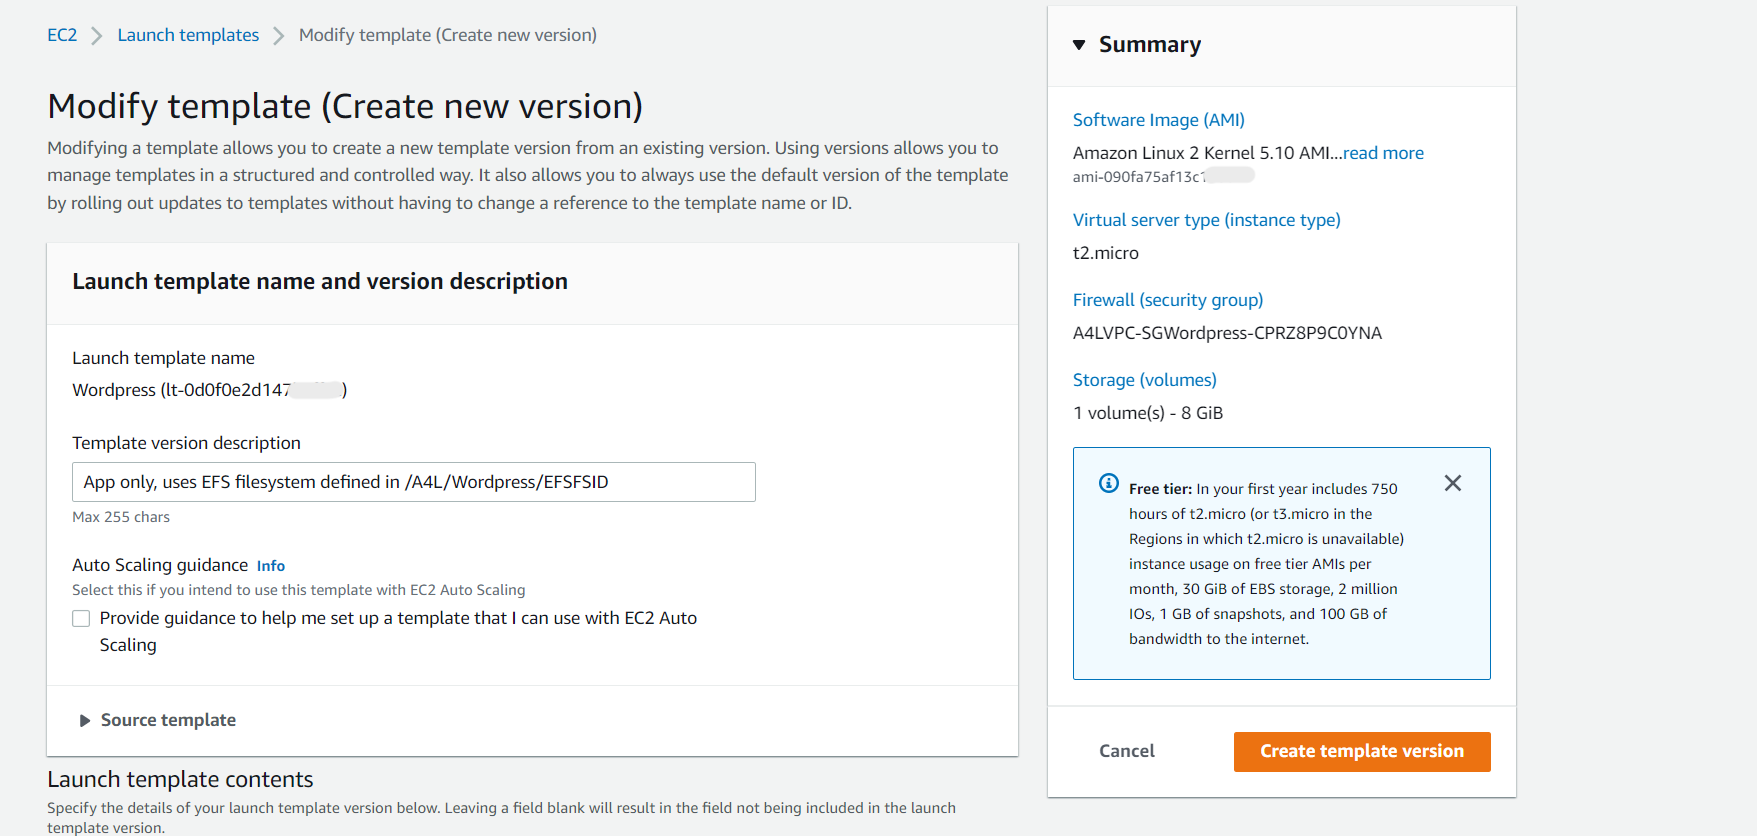 EC2 > Launch templates > Modify template (Create new version)
Modify template (Create new version)
Modifying a template allows you to create a new template version from an existing version. Using versions allows you to
manage templates in a structured and controlled way. It also allows you to always use the default version of the template
by rolling out updates to templates without having to change a reference to the template name or ID.
Launch template name and version description
Launch template name
Wordpress (lt-0d0f0e2d147)
Template version description
App only, uses EFS filesystem defined in /A4L/Wordpress/EFSFSID
Max 255 chars
Auto Scaling guidance Info
Select this if you intend to use this template with EC2 Auto Scaling
Provide guidance to help me set up a template that I can use with EC2 Auto
Scaling
Source template
Launch template contents
Specify the details of your launch template version below. Leaving a field blank will result in the field not being included in the launch
template version.
Summary
Software Image (AMI)
Amazon Linux 2 Kernel 5.10 AMI...read more
ami-090fa75af13c
Virtual server type (instance type)
t2.micro
Firewall (security group)
A4LVPC-SGWordpress-CPRZ8P9C0YNA
Storage (volumes)
1 volume(s) - 8 GiB
Free tier: In your first year includes 750
hours of t2.micro (or t3.micro in the
Regions in which t2.micro is unavailable)
instance usage on free tier AMIs per
month, 30 GiB of EBS storage, 2 million
IOs, 1 GB of snapshots, and 100 GB of
bandwidth to the internet.
Cancel
Create template version